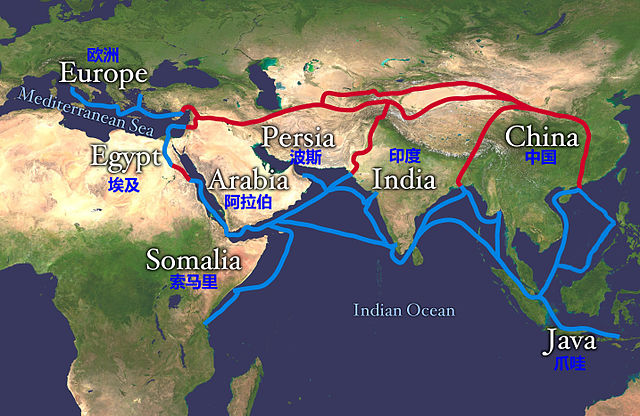 欧洲
Europe
Mediterranean Sea
Egypt
埃及
Arabia
阿拉伯
Persia
波斯
印度
India
China
中国
Somalia
索马里
Indian Ocean
Java
爪哇